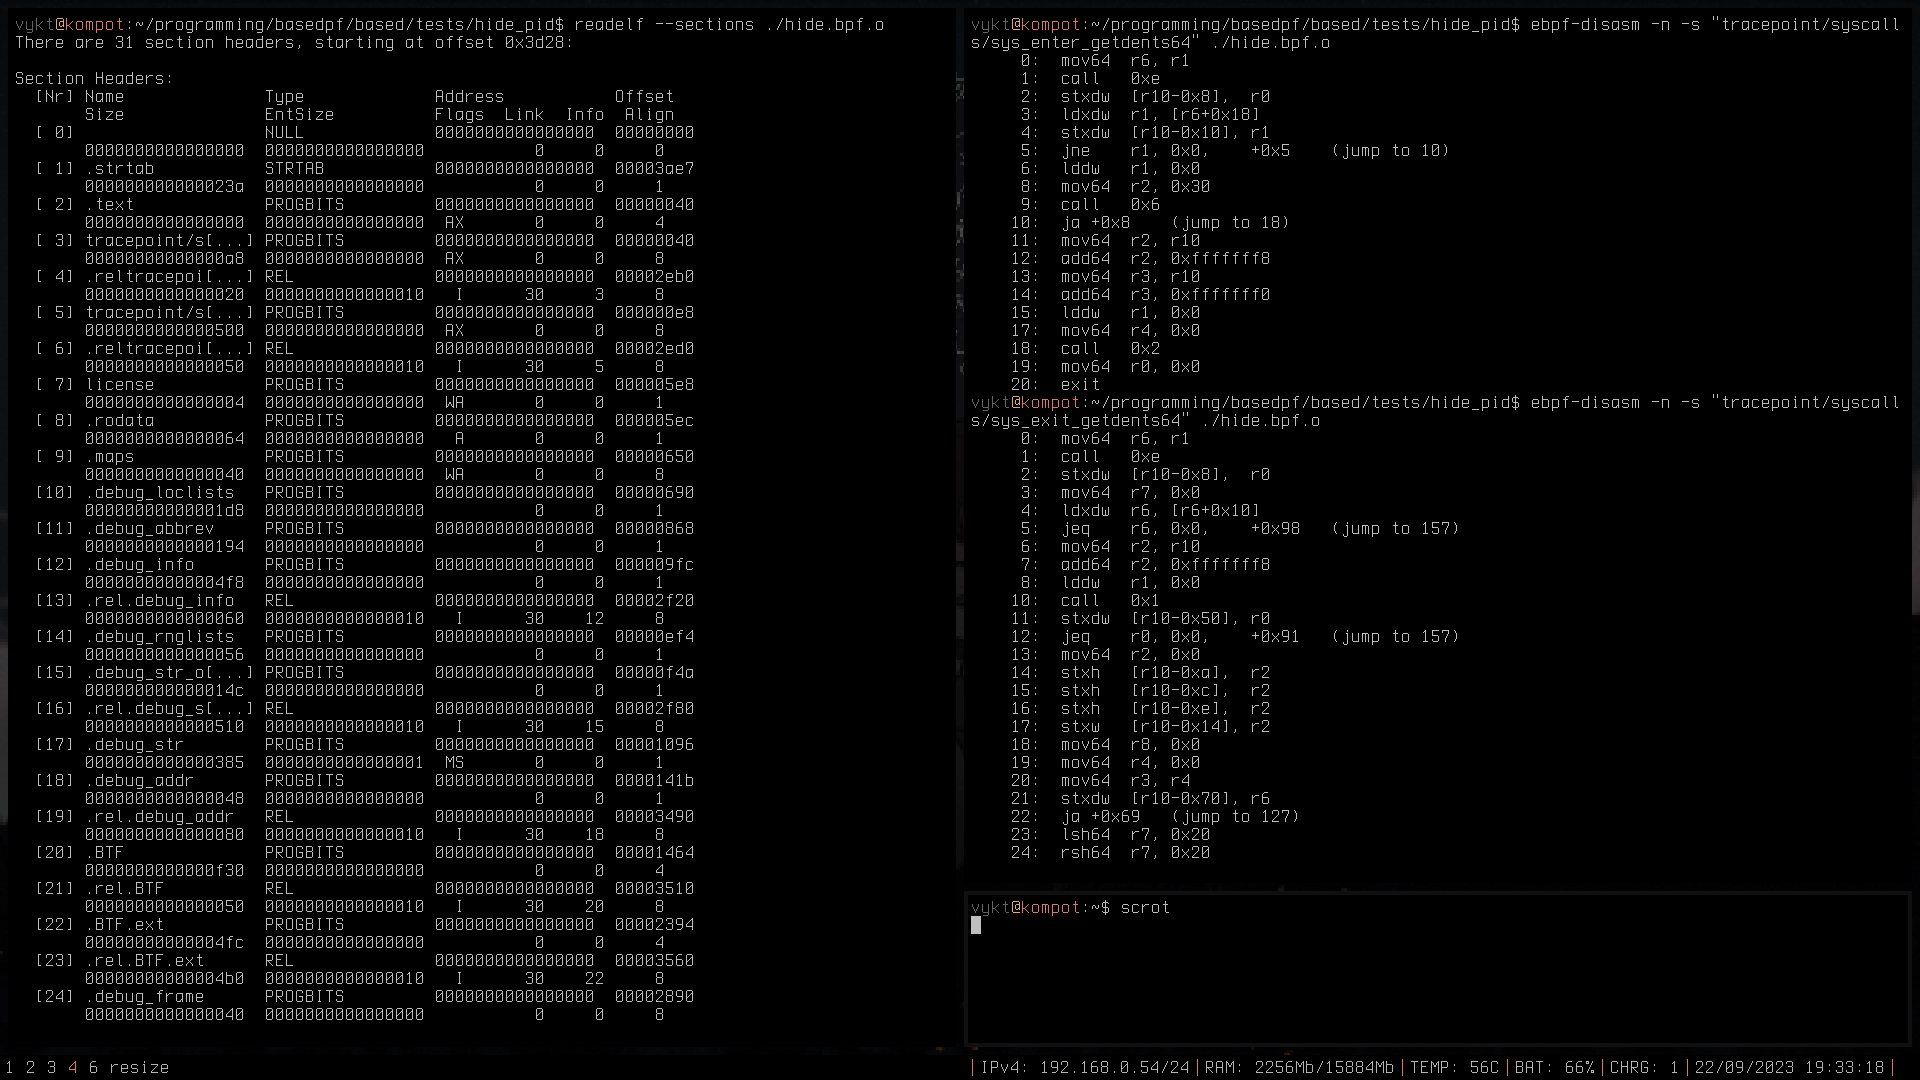 vykt@kompot:~/programming/basedpf/based/tests/hide_pid$ readelf --sections ./hide.bpf.o
There are 31 section headers, starting at offset 0x3d28:
Section Headers:
  [Nr] Name              Type             Address           Offset
       Size              EntSize          Flags  Link  Info  Align
  [ 0]                   NULL             0000000000000000  00000000
       0000000000000000  0000000000000000           0     0     0
  [ 1] .strtab           STRTAB           0000000000000000  00003ae7
       000000000000023a  0000000000000000           0     0     1
  [ 2] .text             PROGBITS         0000000000000000  00000040
       0000000000000000  0000000000000000  AX       0     0     4
  [ 3] tracepoint/s[...] PROGBITS         0000000000000000  00000040
       00000000000000a8  0000000000000000  AX       0     0     8
  [ 4] .reltracepoi[...] REL              0000000000000000  00002eb0
       0000000000000020  0000000000000010   I      30     3     8
  [ 5] tracepoint/s[...] PROGBITS         0000000000000000  000000e8
       0000000000000500  0000000000000000  AX       0     0     8
  [ 6] .reltracepoi[...] REL              0000000000000000  00002ed0
       0000000000000050  0000000000000010   I      30     5     8
  [ 7] license           PROGBITS         0000000000000000  000005e8
       0000000000000004  0000000000000000  WA       0     0     1
  [ 8] .rodata           PROGBITS         0000000000000000  000005ec
       0000000000000064  0000000000000000   A       0     0     1
  [ 9] .maps             PROGBITS         0000000000000000  00000650
       0000000000000040  0000000000000000  WA       0     0     8
  [10] .debug_loclists   PROGBITS         0000000000000000  00000690
       00000000000001d8  0000000000000000           0     0     1
  [11] .debug_abbrev     PROGBITS         0000000000000000  00000868
       0000000000000194  0000000000000000           0     0     1
  [12] .debug_info       PROGBITS         0000000000000000  000009fc
       00000000000004f8  0000000000000000           0     0     1
  [13] .rel.debug_info   REL              0000000000000000  00002f20
       0000000000000060  0000000000000010   I      30    12     8
  [14] .debug_rnglists   PROGBITS         0000000000000000  00000ef4
       0000000000000056  0000000000000000           0     0     1
  [15] .debug_str_o[...] PROGBITS         0000000000000000  00000f4a
       000000000000014c  0000000000000000           0     0     1
  [16] .rel.debug_s[...] REL              0000000000000000  00002f80
       0000000000000510  0000000000000010   I      30    15     8
  [17] .debug_str        PROGBITS         0000000000000000  00001096
       0000000000000385  0000000000000001  MS       0     0     1
  [18] .debug_addr       PROGBITS         0000000000000000  0000141b
       0000000000000048  0000000000000000           0     0     1
  [19] .rel.debug_addr   REL              0000000000000000  00003490
       0000000000000080  0000000000000010   I      30    18     8
  [20] .BTF              PROGBITS         0000000000000000  00001464
       0000000000000f30  0000000000000000           0     0     4
  [21] .rel.BTF          REL              0000000000000000  00003510
       0000000000000050  0000000000000010   I      30    20     8
  [22] .BTF.ext          PROGBITS         0000000000000000  00002394
       00000000000004fc  0000000000000000           0     0     4
  [23] .rel.BTF.ext      REL              0000000000000000  00003560
       00000000000004b0  0000000000000010   I      30    22     8
  [24] .debug_frame      PROGBITS         0000000000000000  00002890
       0000000000000040  0000000000000000           0     0     8
vykt@kompot:~/programming/basedpf/based/tests/hide_pid$ ebpf-disasm -n -s "tracepoint/syscall
s/sys_enter_getdents64" ./hide.bpf.o
    0:  mov64  r6, r1
    1:  call   0xe
    2:  stxdw  [r10-0x8],  r0
    3:  ldxdw  r1, [r6+0x18]
    4:  stxdw  [r10-0x10], r1
    5:  jne    r1, 0x0,    +0x5    (jump to 10)
    6:  lddw   r1, 0x0
    8:  mov64  r2, 0x30
    9:  call   0x6
   10:  ja +0x8    (jump to 18)
   11:  mov64  r2, r10
   12:  add64  r2, 0xfffffff8
   13:  mov64  r3, r10
   14:  add64  r3, 0xfffffff0
   15:  lddw   r1, 0x0
   17:  mov64  r4, 0x0
   18:  call   0x2
   19:  mov64  r0, 0x0
   20:  exit
vykt@kompot:~/programming/basedpf/based/tests/hide_pid$ ebpf-disasm -n -s "tracepoint/syscall
s/sys_exit_getdents64" ./hide.bpf.o
    0:  mov64  r6, r1
    1:  call   0xe
    2:  stxdw  [r10-0x8],  r0
    3:  mov64  r7, 0x0
    4:  ldxdw  r6, [r6+0x10]
    5:  jeq    r6, 0x0,    +0x98   (jump to 157)
    6:  mov64  r2, r10
    7:  add64  r2, 0xfffffff8
    8:  lddw   r1, 0x0
   10:  call   0x1
   11:  stxdw  [r10-0x50], r0
   12:  jeq    r0, 0x0,    +0x91   (jump to 157)
   13:  mov64  r2, 0x0
   14:  stxh   [r10-0xa],  r2
   15:  stxh   [r10-0xc],  r2
   16:  stxh   [r10-0xe],  r2
   17:  stxw   [r10-0x14], r2
   18:  mov64  r8, 0x0
   19:  mov64  r4, 0x0
   20:  mov64  r3, r4
   21:  stxdw  [r10-0x70], r6
   22:  ja +0x69   (jump to 127)
   23:  lsh64  r7, 0x20
   24:  rsh64  r7, 0x20
vykt@kompot:~$ scrot
1 2 3 4 6 resize
|IPv4: 192.168.0.54/24|RAM: 2256Mb/15884Mb|TEMP: 56C|BAT: 66%|CHRG: 1|22/09/2023 19:33:18|